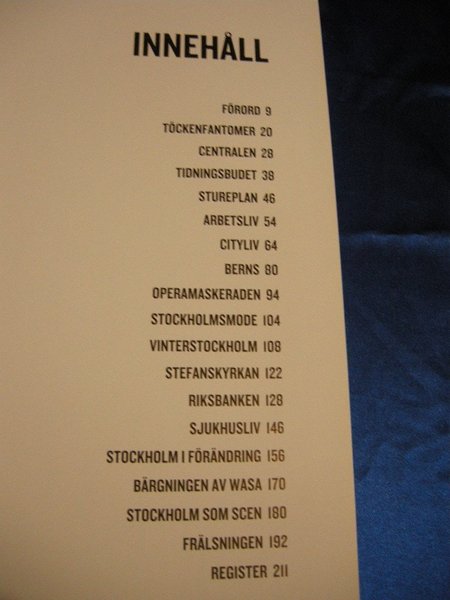 INNEHÅLL
FÖRORD 9
TÖCKENFANTOMER 20
CENTRALEN 28
TIDNINGSBUDET 38
STUREPLAN 46
ARBETSLIV 54
CITYLIV 64
BERNS 80
OPERAMASKERADEN 94
STOCKHOLMSMODE 104
VINTERSTOCKHOLM 108
STEFANSKYRKAN 122
RIKSBANKEN 128
SJUKHUSLIV 146
STOCKHOLM I FÖRÄNDRING 156
BÄRGNINGEN AV WASA 170
STOCKHOLM SOM SCEN 180
FRÄLSNINGEN 192
REGISTER 211